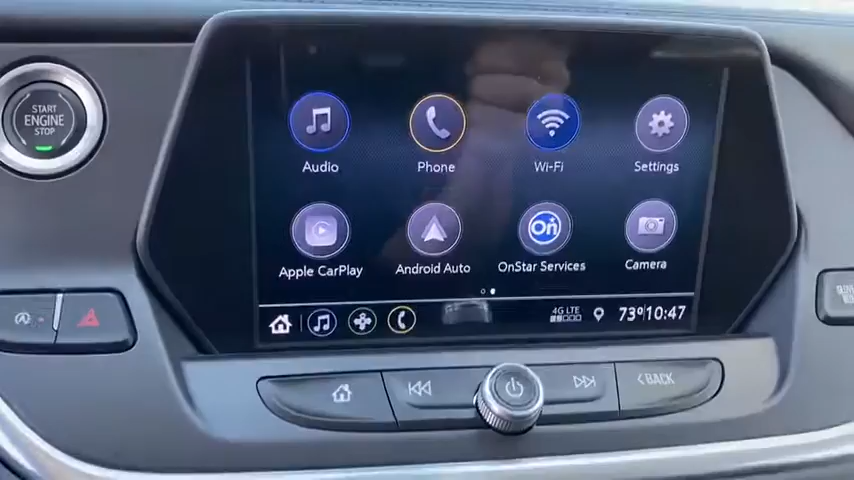 START
ENGINE
STOP
Audio
Phone
Wi-Fi
Settings
Apple CarPlay
Android Auto
On
OnStar Services
Camera
4G LTE
73° 10:47
BACK